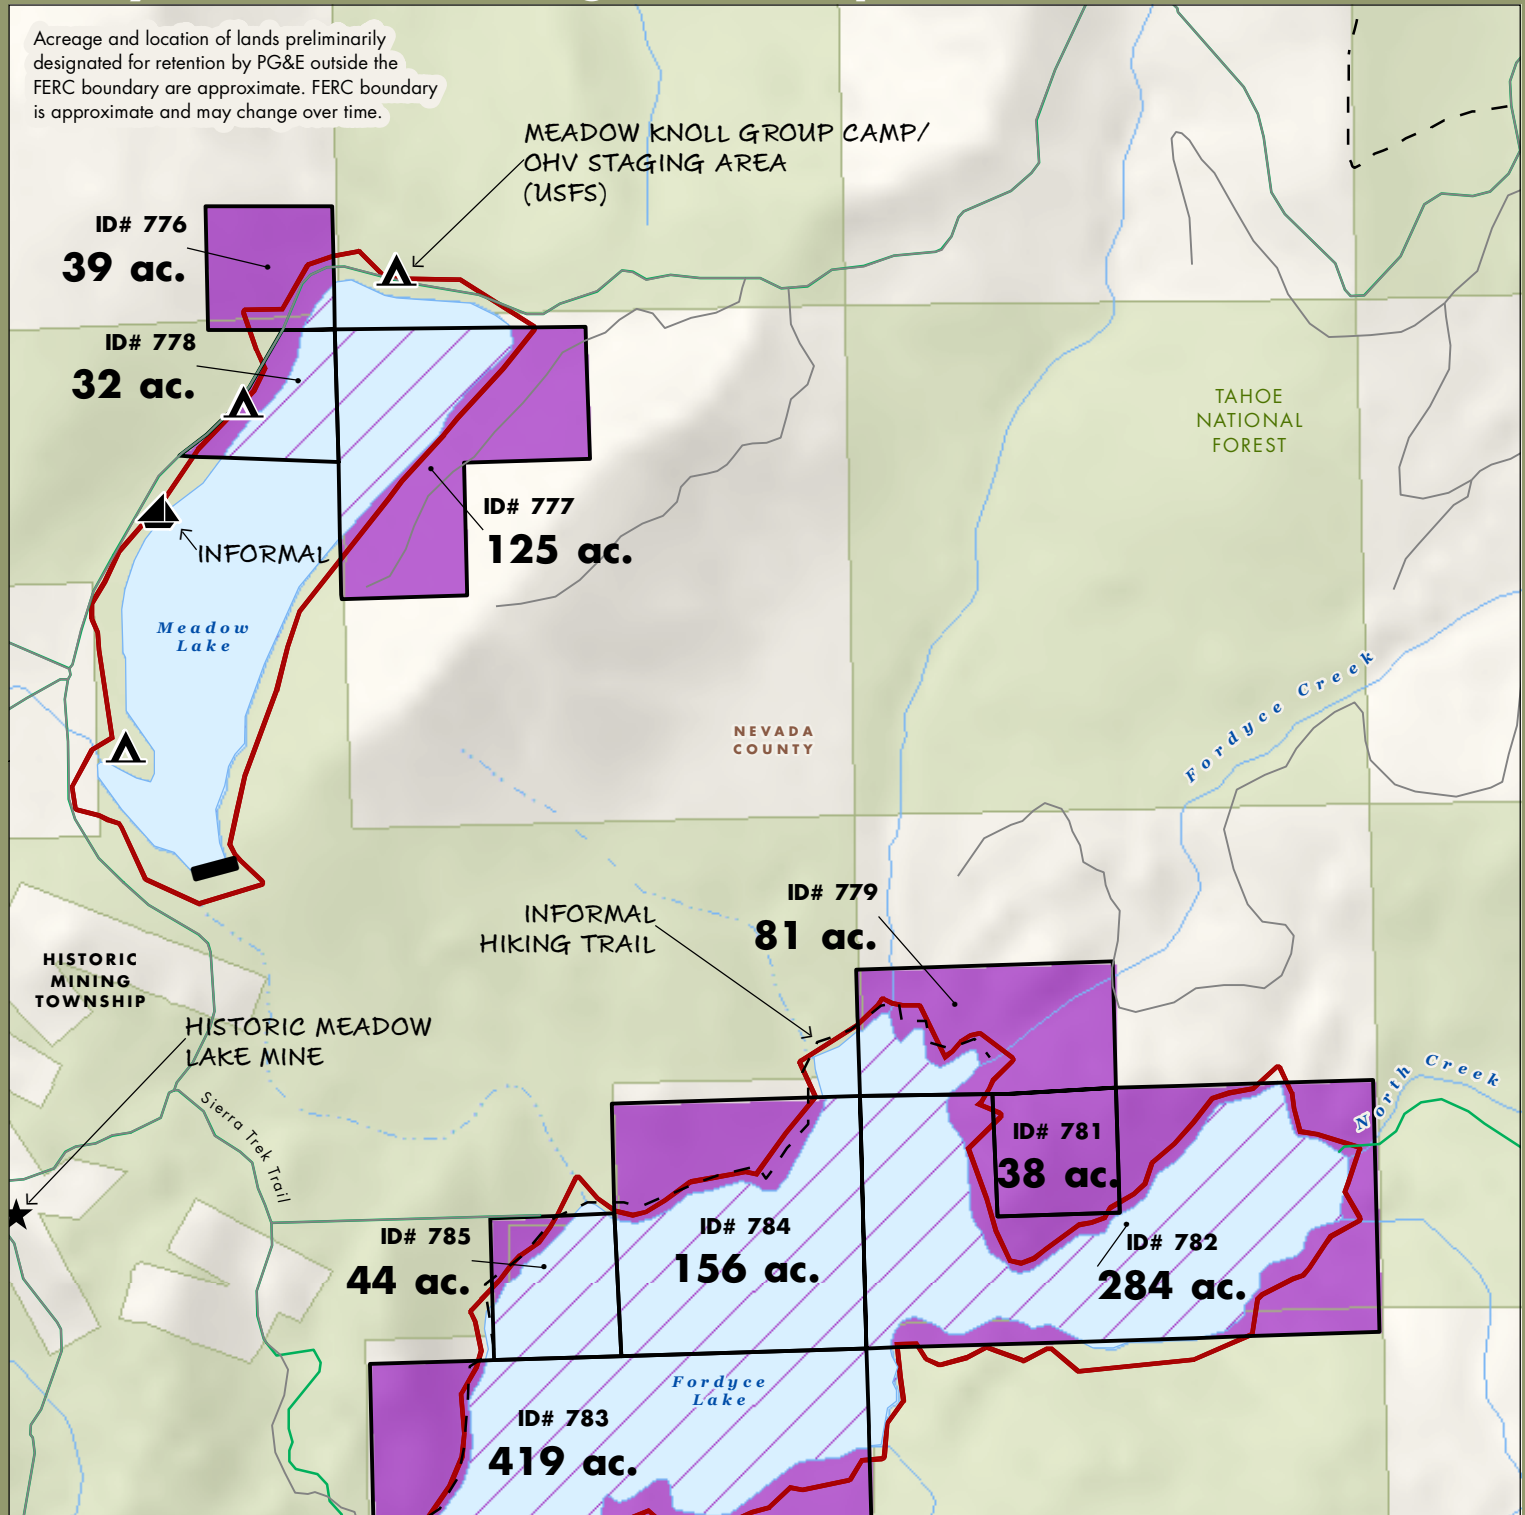 Acreage and location of lands preliminarily
designated for retention by PG&E outside the
FERC boundary are approximate. FERC boundary
is approximate and may change over time.
MEADOW KNOLL GROUP CAMP/
OHV STAGING AREA
(USFS)
ID# 776
39 ac.
ID# 778
32 ac.
TAHOE
NATIONAL
FOREST
ID# 777
125 ac.
INFORMAL
Meadow
Lake
Fordyce Creek
NEVADA
COUNTY
ID# 779
81 ac.
INFORMAL
HIKING TRAIL
HISTORIC
MINING
TOWNSHIP
HISTORIC MEADOW
LAKE MINE
North Creek
Sierra Trek Trail
ID# 781
38 ac.
ID# 785
44 ac.
ID# 784
156 ac.
ID# 782
284 ac.
Fordyce
Lake
ID# 783
419 ac.